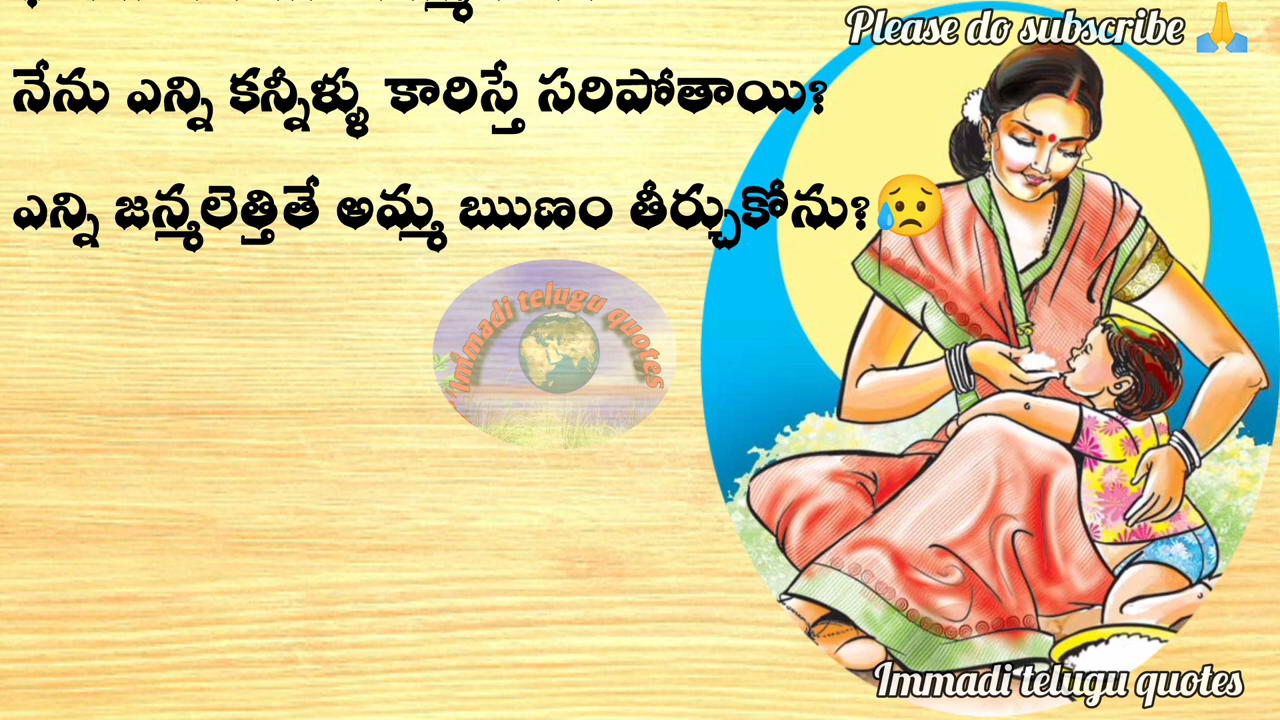 Please do subscribe 🙏
నేను ఎన్ని కన్నీళ్ళు కారిస్తే సరిపోతాయి?
ఎన్ని జన్మలెత్తితే అమ్మ ఋణం తీర్చుకోను?😥
Immadi telugu quotes
Immadi telugu quotes